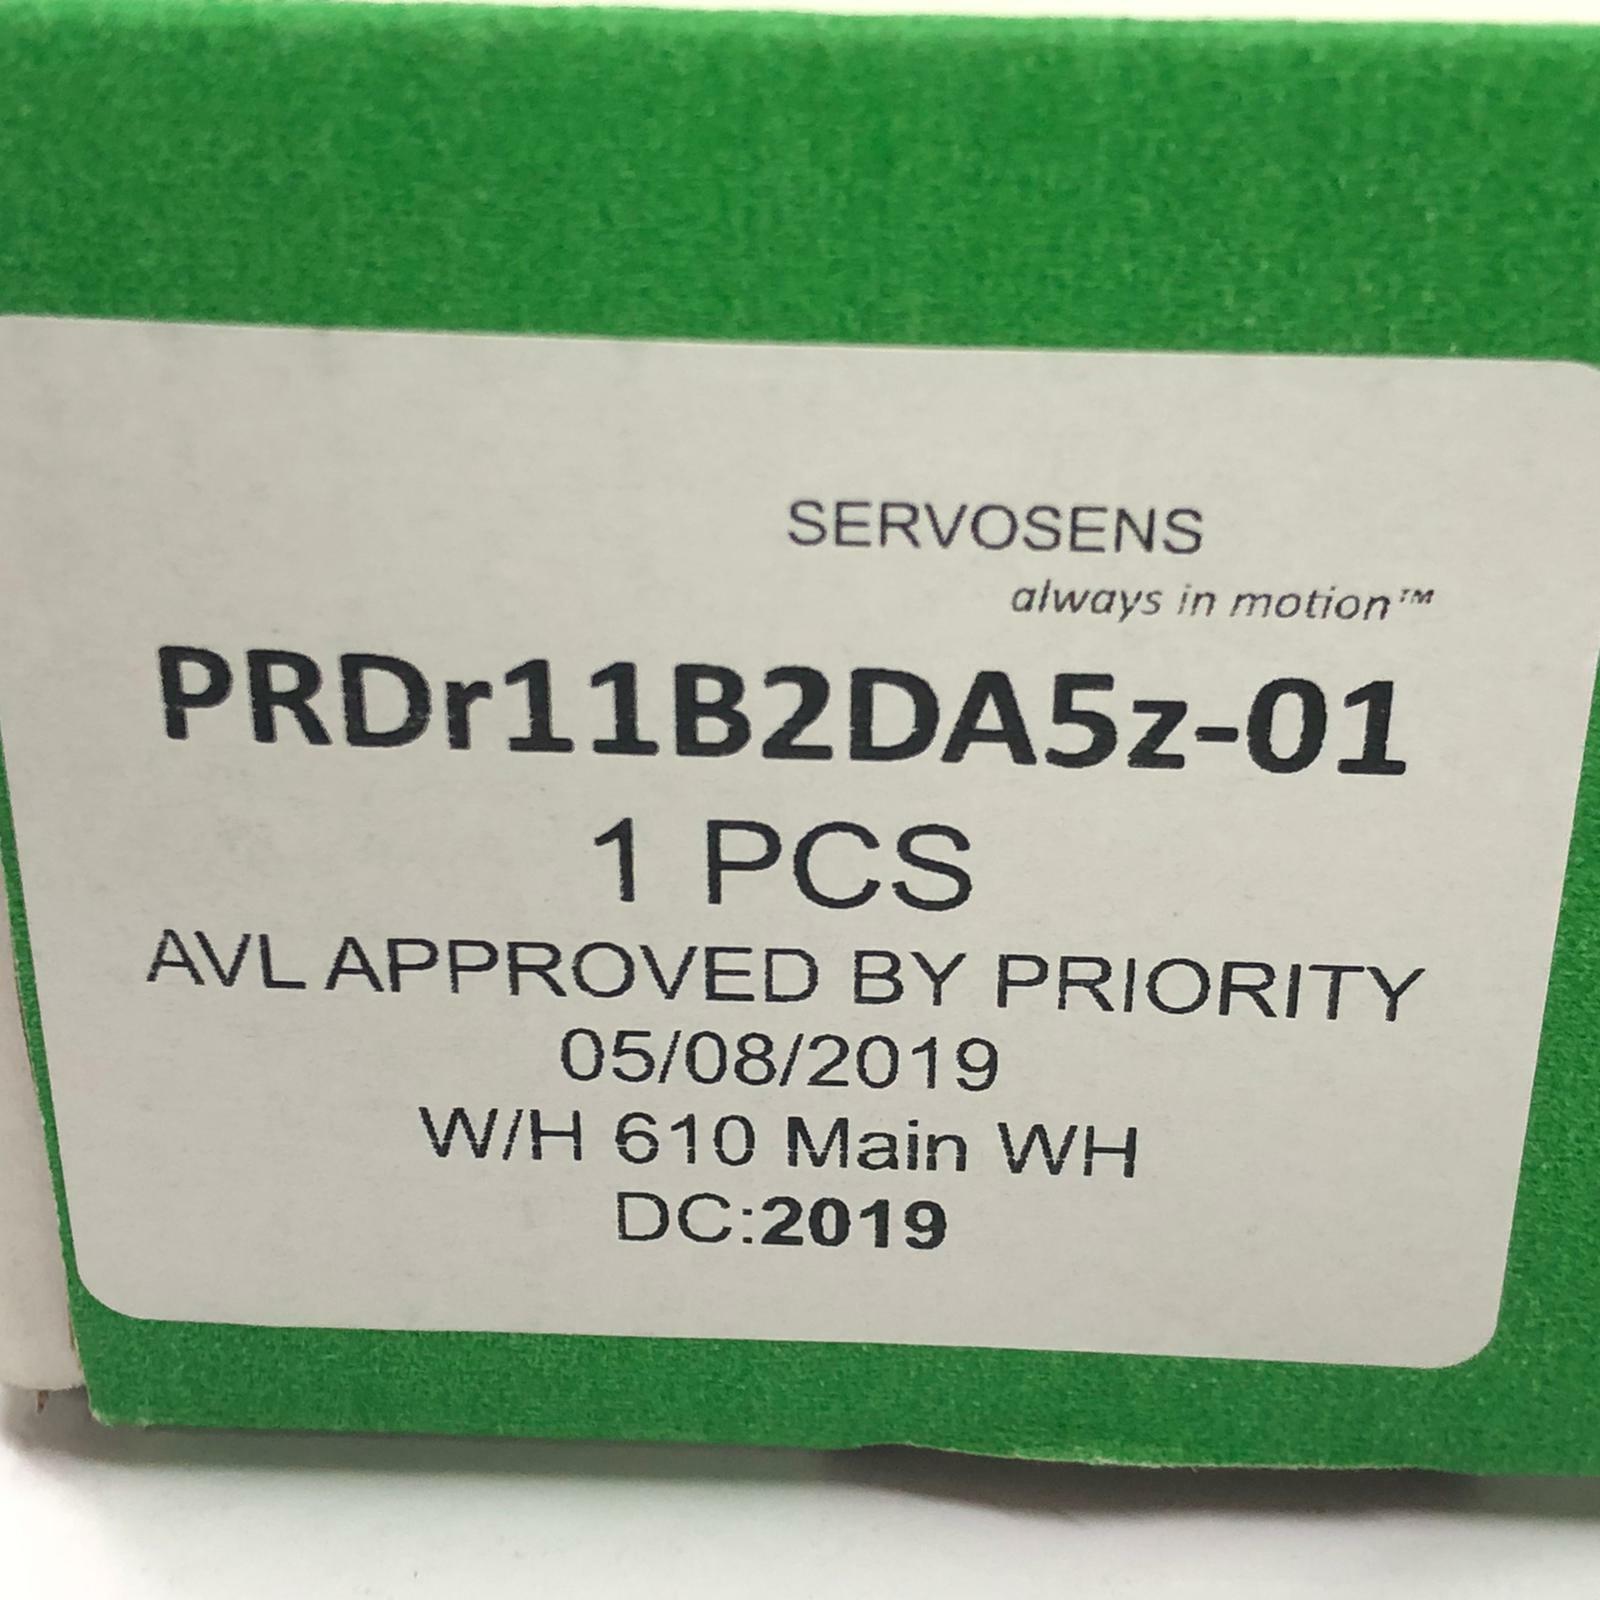 SERVOSENS
always in motion™
PRDr11B2DA5z-01
1 PCS
AVL APPROVED BY PRIORITY
05/08/2019
W/H 610 Main WH
DC:2019